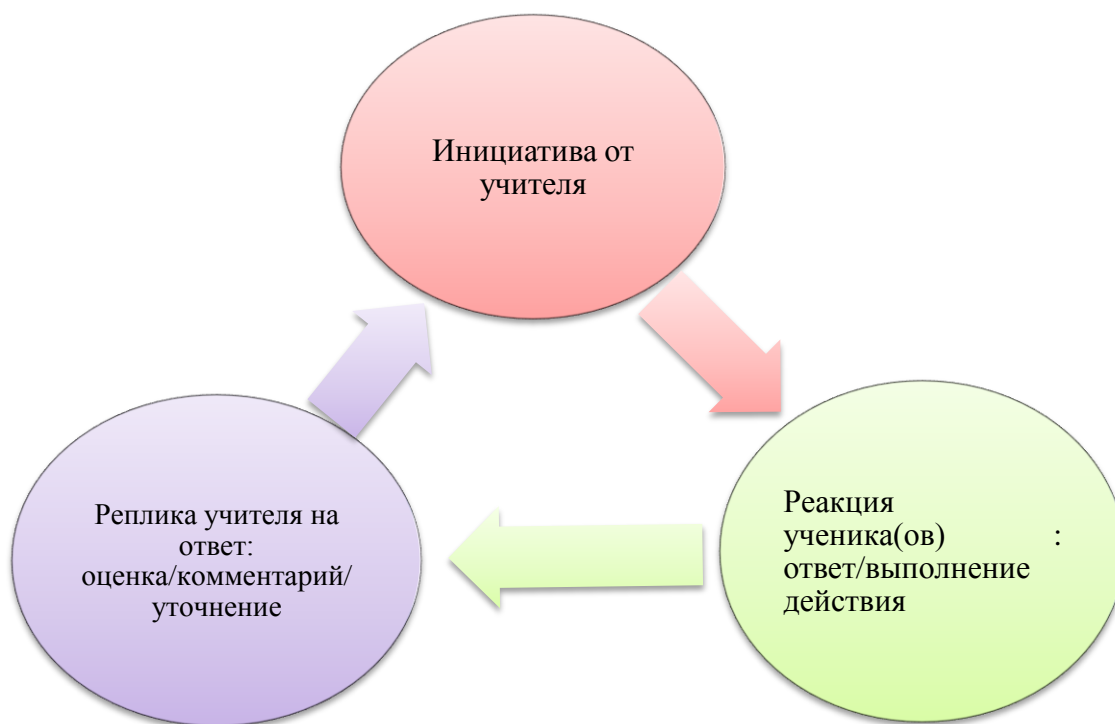 Инициатива от
учителя
Реплика учителя на
ответ:
оценка/комментарий/
уточнение
Реакция
ученика(ов) :
ответ/выполнение
действия